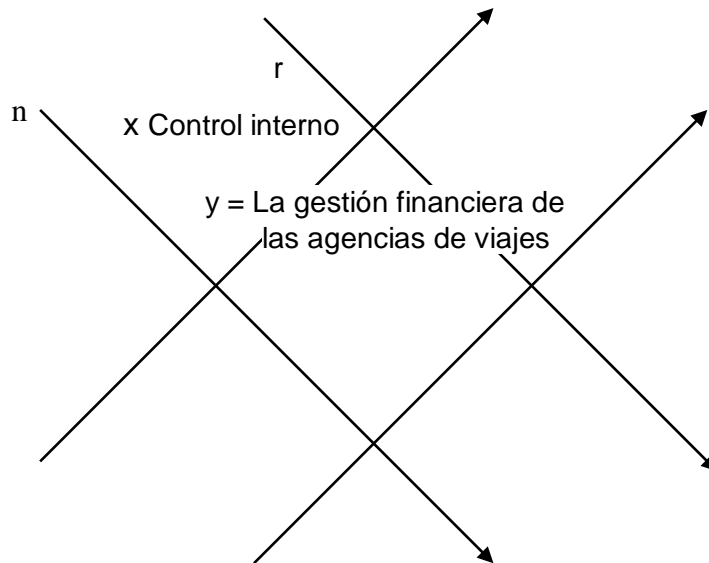 r
n
x Control interno
y = La gestión financiera de
las agencias de viajes